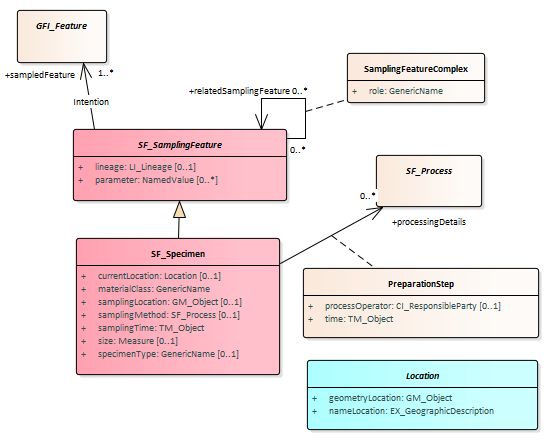 GFI_Feature
+sampledFeature 1..*
Intention
+relatedSamplingFeature 0..*
0..*
SamplingFeatureComplex
+ role: GenericName
SF_SamplingFeature
+ lineage: LI_Lineage [0..1]
+ parameter: NamedValue [0..*]
SF_Process
0..*
+processingDetails
SF_Specimen
+ currentLocation: Location [0..1]
+ materialClass: GenericName
+ samplingLocation: GM_Object [0..1]
+ samplingMethod: SF_Process [0..1]
+ samplingTime: TM_Object
+ size: Measure [0..1]
+ specimenType: GenericName [0..1]
PreparationStep
+ processOperator: CI_ResponsibleParty [0..1]
+ time: TM_Object
Location
+ geometryLocation: GM_Object
+ nameLocation: EX_GeographicDescription